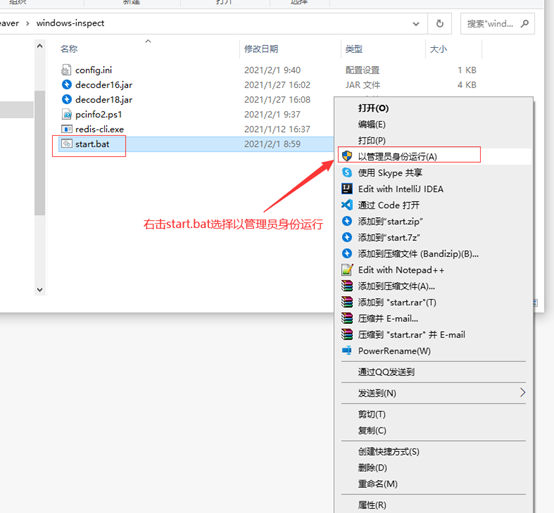 组织
打开
选择
eaver > windows-inspect
搜索"wind...
名称
修改日期
类型
大小
config.ini
2021/2/1 9:40
配置设置
1 KB
decoder16.jar
2021/1/27 16:02
JAR 文件
4 KB
decoder18.jar
2021/1/27 16:08
pcinfo2.ps1
2021/2/1 9:37
redis-cli.exe
2021/1/12 16:37
start.bat
2021/2/1 8:59
右击start.bat选择以管理员身份运行
打开(O)
编辑(E)
打印(P)
以管理员身份运行(A)
使用 Skype 共享
Edit with IntelliJ IDEA
通过 Code 打开
添加到"start.zip"
添加到"start.7z"
添加到压缩文件 (Bandizip)(B)...
Edit with Notepad++
添加到压缩文件(A)...
添加到 "start.rar"(T)
压缩并 E-mail...
压缩到 "start.rar" 并 E-mail
PowerRename(W)
通过QQ发送到
发送到(N)
剪切(T)
复制(C)
创建快捷方式(S)
删除(D)
重命名(M)
属性(R)